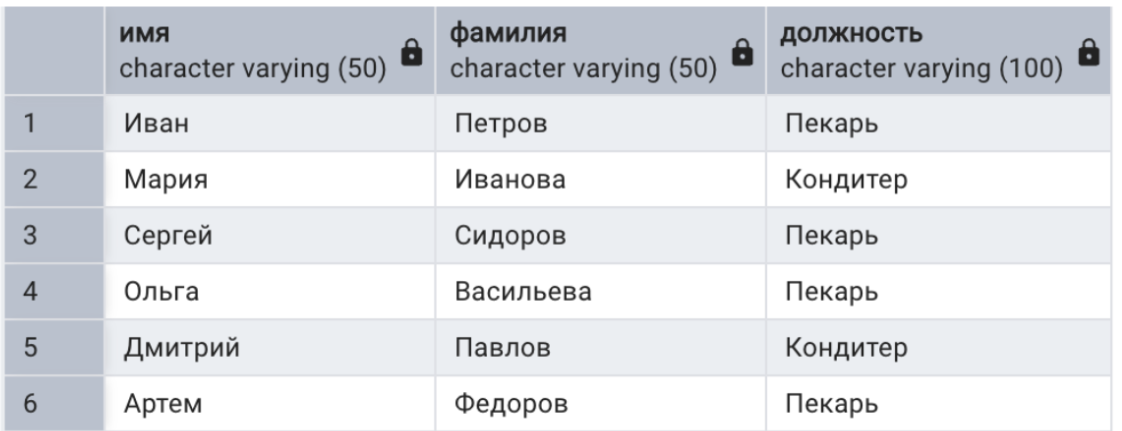 имя фамилия должность
character varying (50) character varying (50) character varying (100)
1 Иван Петров Пекарь
2 Мария Иванова Кондитер
3 Сергей Сидоров Пекарь
4 Ольга Васильева Пекарь
5 Дмитрий Павлов Кондитер
6 Артем Федоров Пекарь